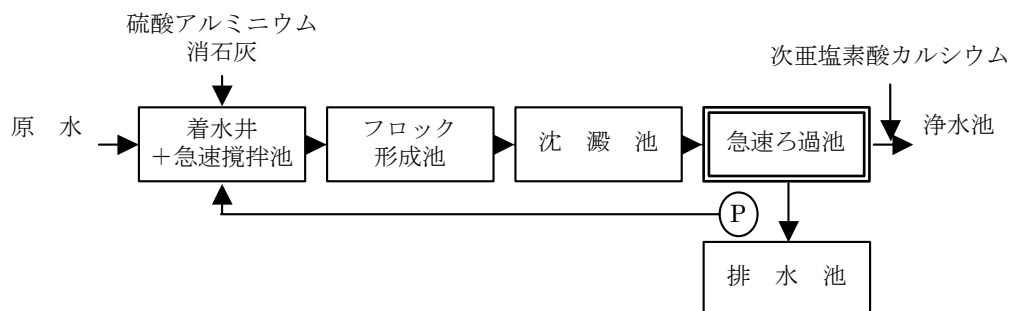 硫酸アルミニウム
消石灰
次亜塩素酸カルシウム
原 水
着水井
＋急速撹拌池
フロック
形成池
沈 澱 池
急速ろ過池
浄水池
P
排 水 池